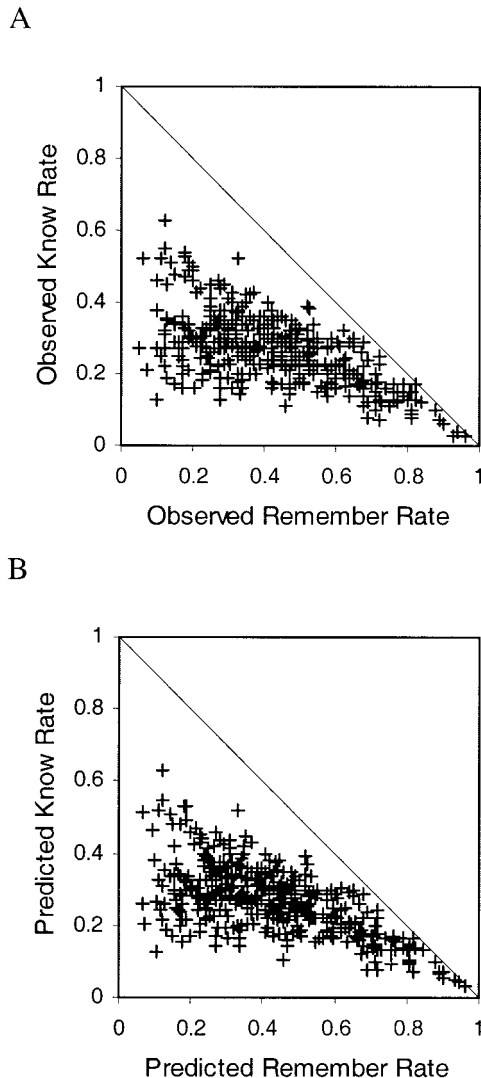 A
1
0.8
0.6
0.4
0.2
0
Observed Know Rate
0 0.2 0.4 0.6 0.8 1
Observed Remember Rate
B
1
0.8
0.6
0.4
0.2
0
Predicted Know Rate
0 0.2 0.4 0.6 0.8 1
Predicted Remember Rate